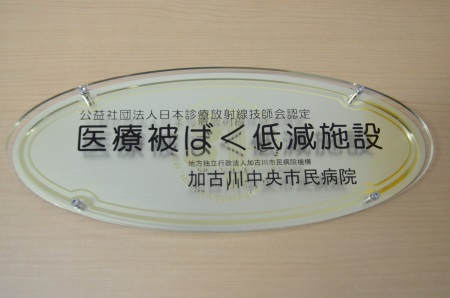 公益社団法人日本診療放射線技師会認定
医療被ばく低減施設
地方独立行政法人加古川市民病院機構
加古川中央市民病院